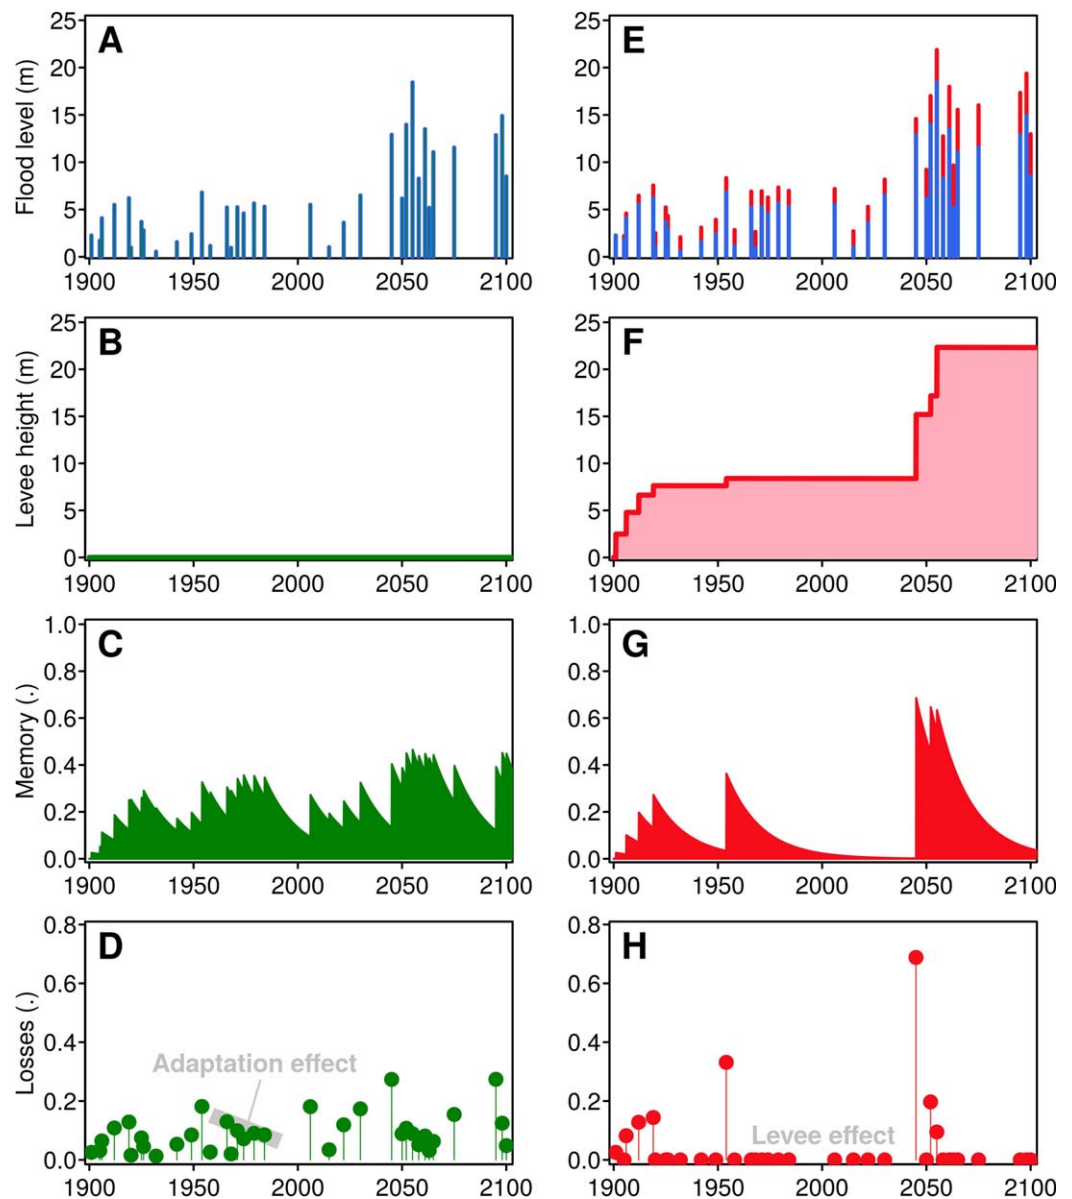 A
Flood level (m)
25
20
15
10
5
0
1900 1950 2000 2050 2100
E
25
20
15
10
5
0
1900 1950 2000 2050 2100
B
Levee height (m)
25
20
15
10
5
0
1900 1950 2000 2050 2100
F
25
20
15
10
5
0
1900 1950 2000 2050 2100
C
Memory (.)
1.0
0.8
0.6
0.4
0.2
0.0
1900 1950 2000 2050 2100
G
1.0
0.8
0.6
0.4
0.2
0.0
1900 1950 2000 2050 2100
D
Losses (.)
0.8
0.6
0.4
0.2
0.0
Adaptation effect
1900 1950 2000 2050 2100
H
0.8
0.6
0.4
0.2
0.0
Levee effect
1900 1950 2000 2050 2100